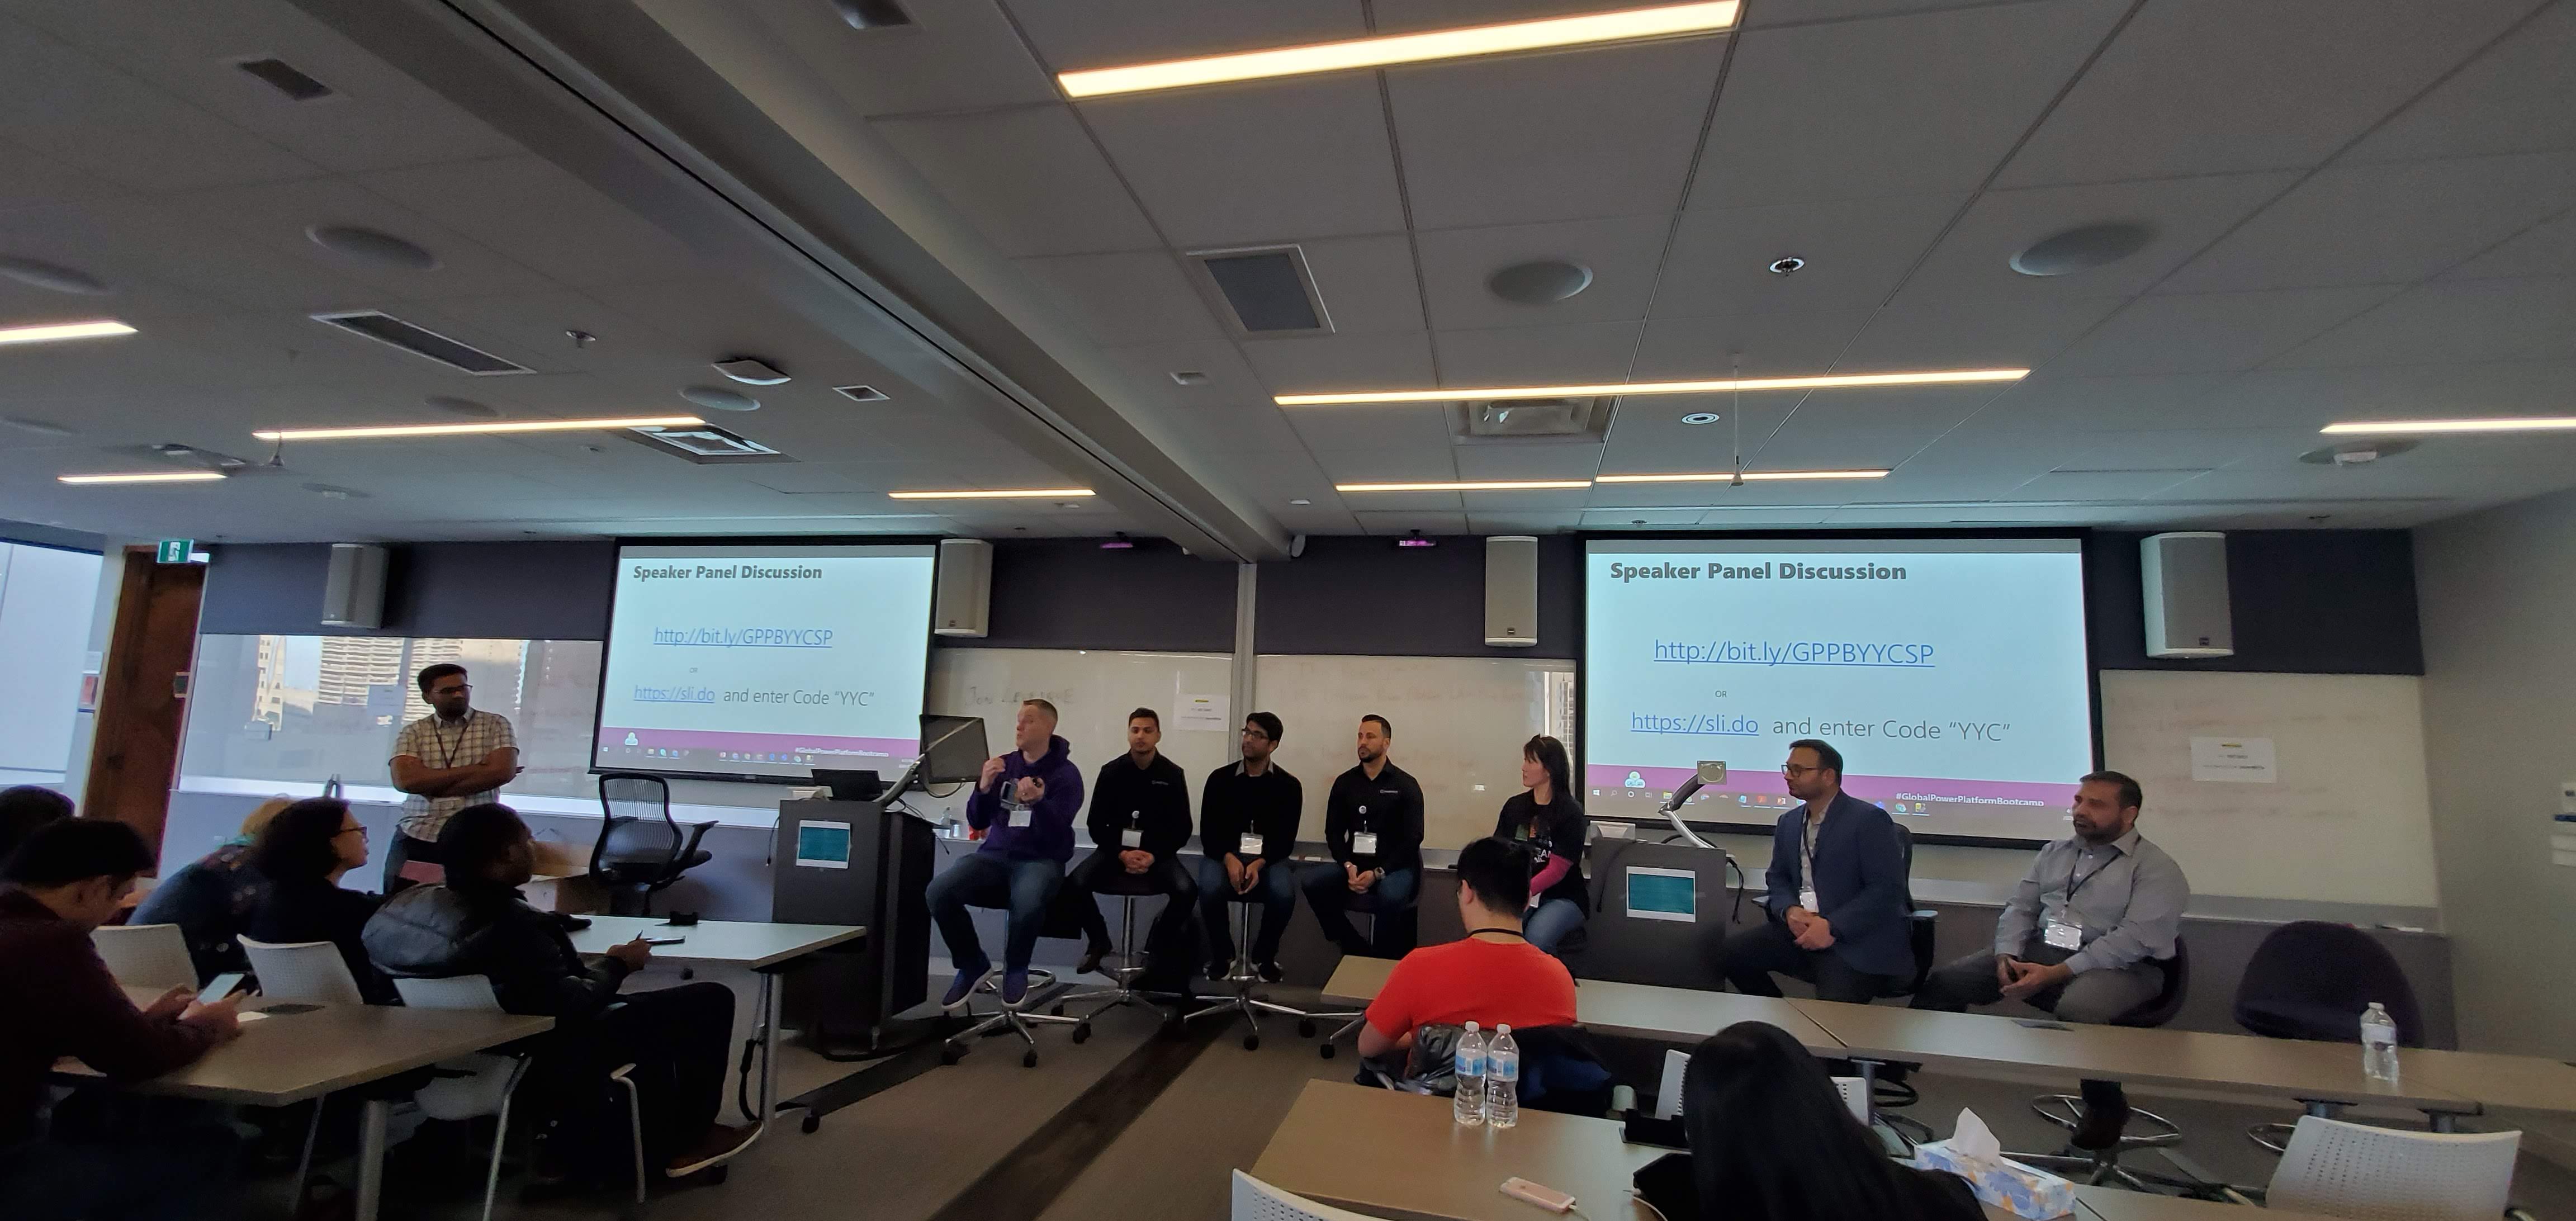 Speaker Panel Discussion
http://bit.ly/GPPBYYCSP
OR
https://sli.do and enter Code "YYC"
#GlobalPowerPlatformBootcamp
Speaker Panel Discussion
http://bit.ly/GPPBYYCSP
OR
https://sli.do and enter Code "YYC"
#GlobalPowerPlatformBootcamp